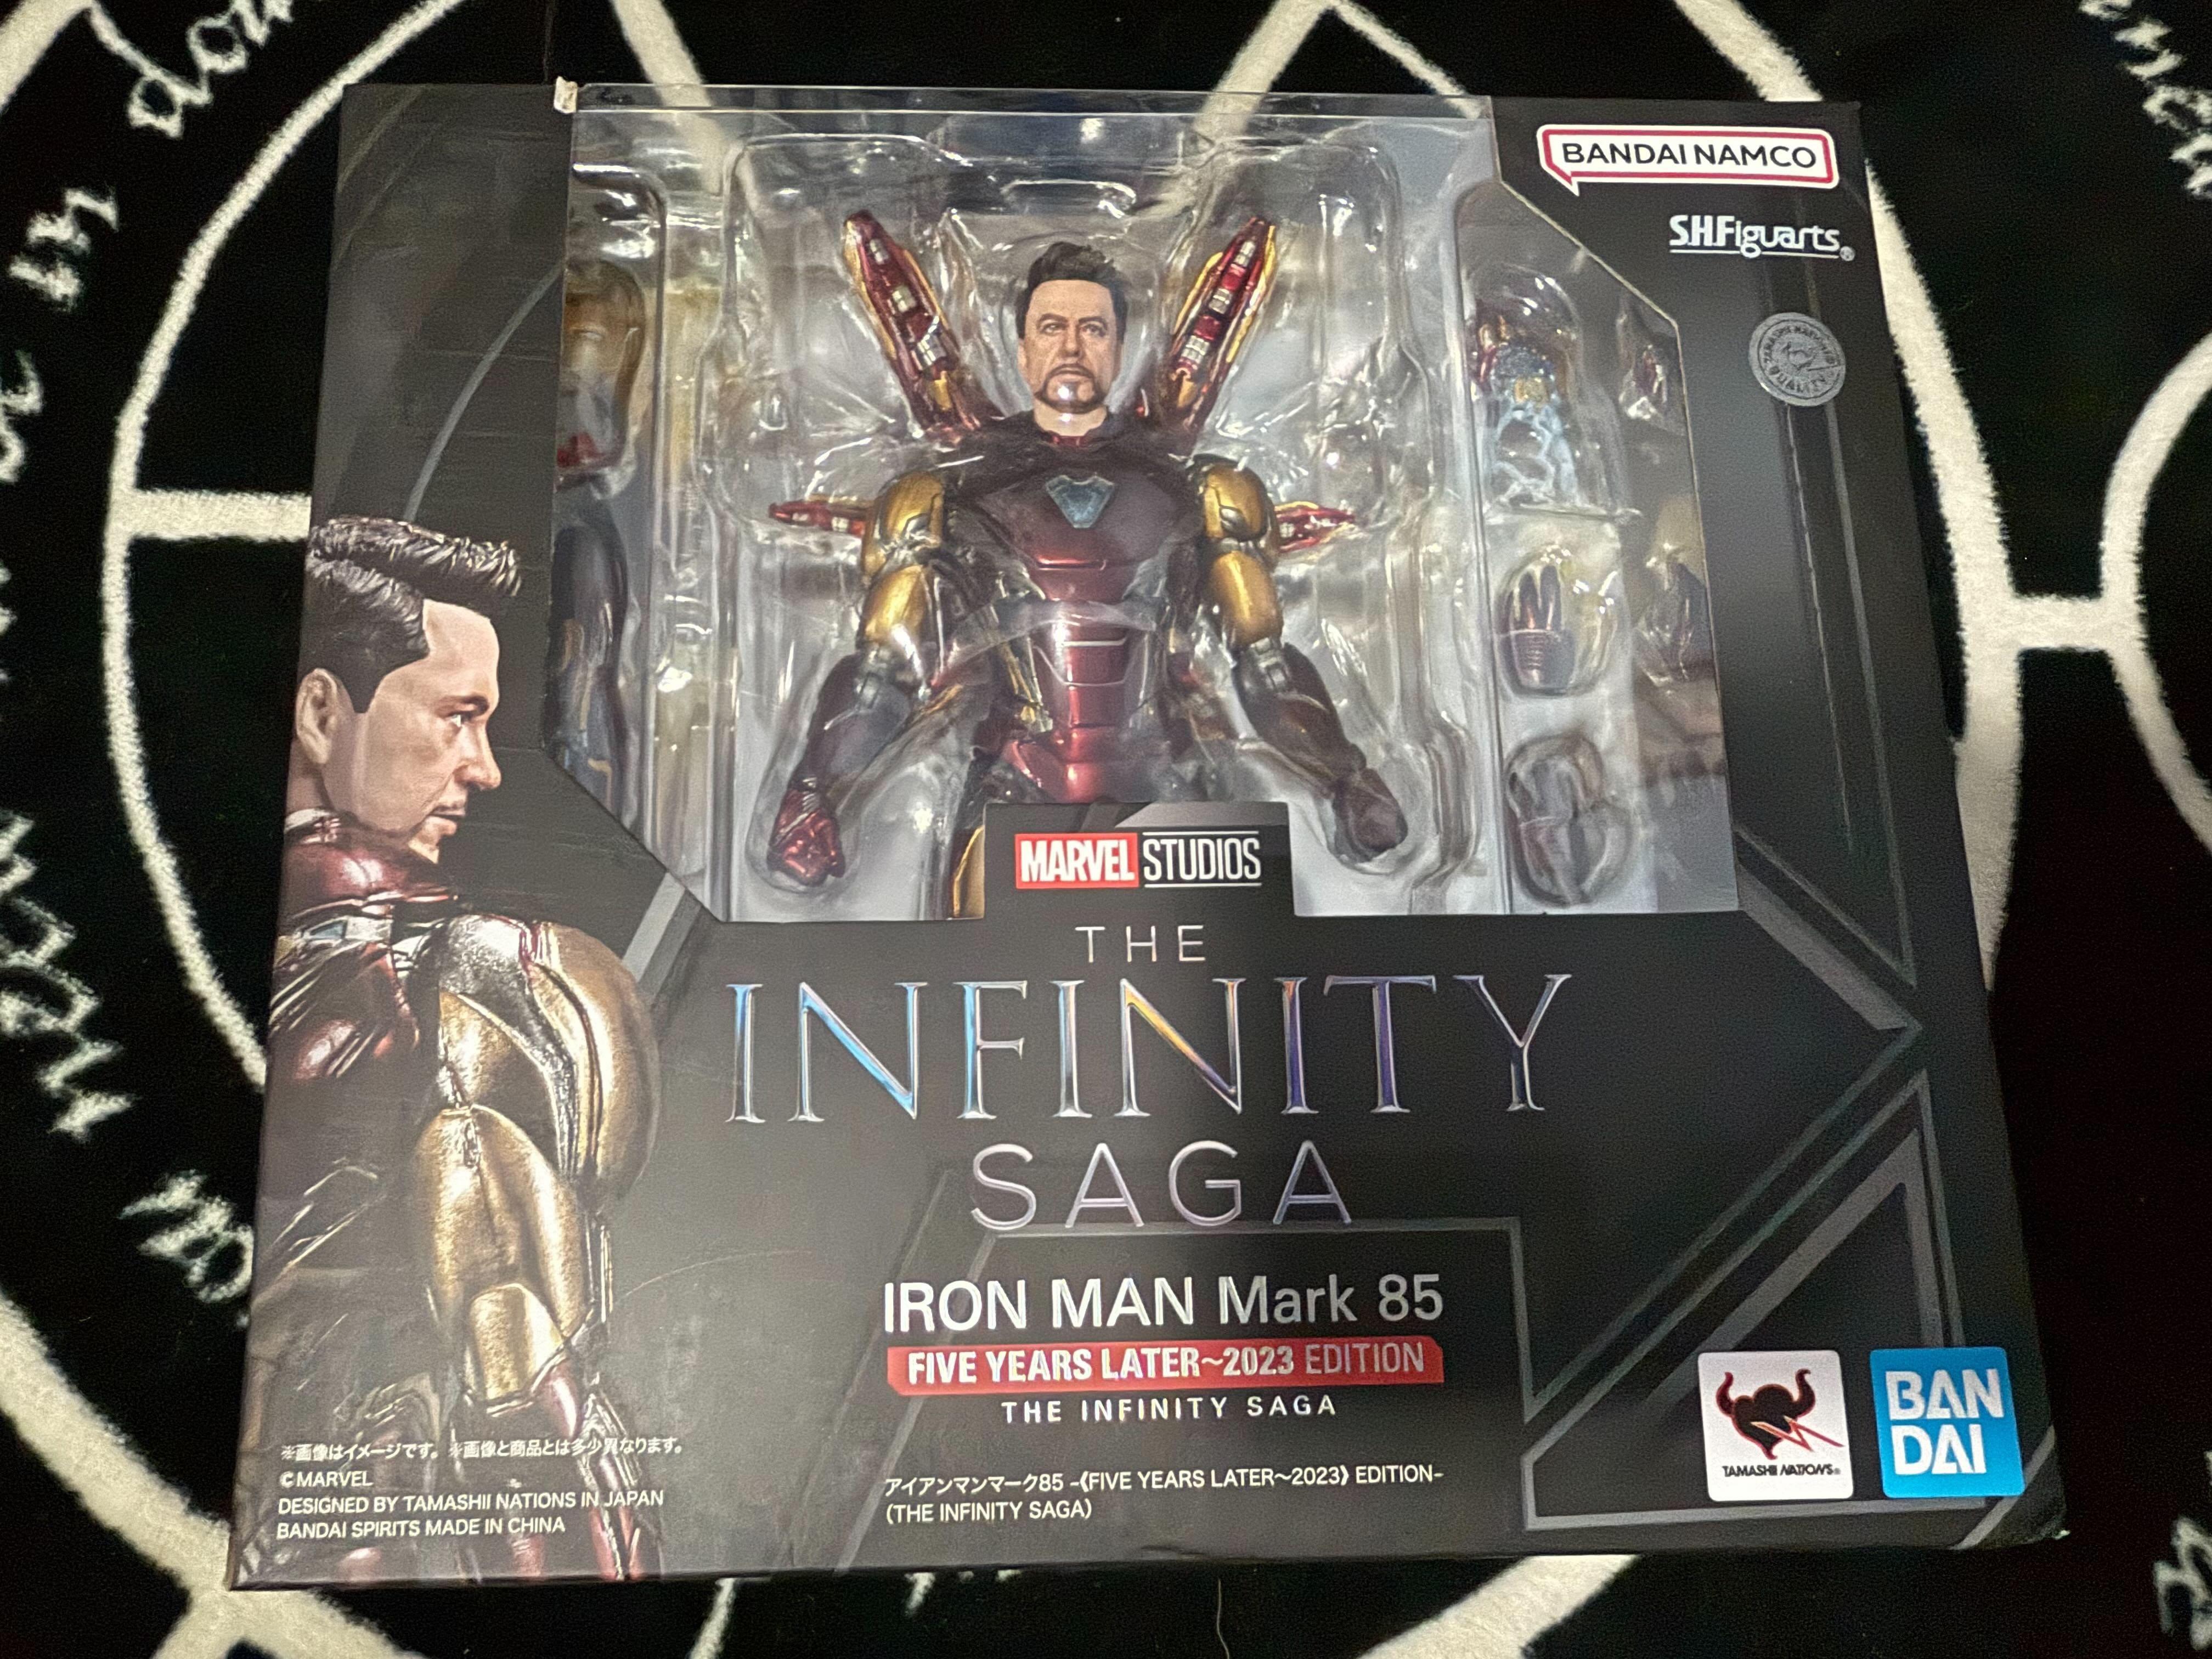 BANDAI NAMCO
S.H.Figuarts®
MARVEL STUDIOS
THE
INFINITY
SAGA
IRON MAN Mark 85
FIVE YEARS LATER~2023 EDITION
THE INFINITY SAGA
アイアンマンマーク85 -《FIVE YEARS LATER~2023》 EDITION-
(THE INFINITY SAGA)
※画像はイメージです。※画像と商品とは多少異なります。
©MARVEL
DESIGNED BY TAMASHII NATIONS IN JAPAN
BANDAI SPIRITS MADE IN CHINA
TAMASHII NATIONS®
BAN
DAI